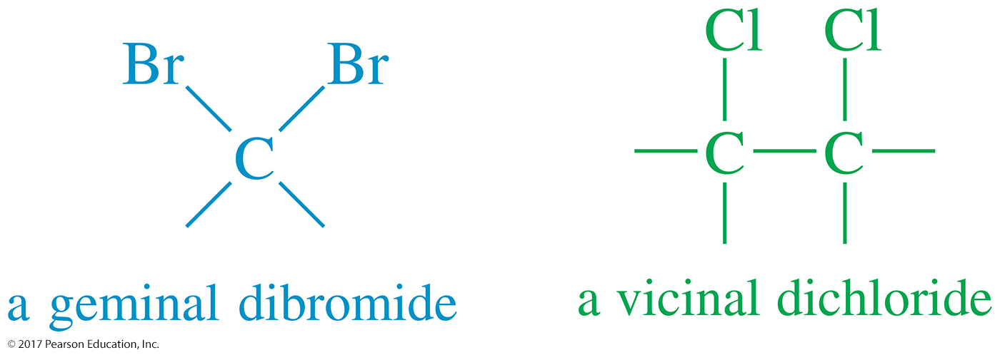 Br Br
C
a geminal dibromide
Cl Cl
C C
a vicinal dichloride
© 2017 Pearson Education, Inc.